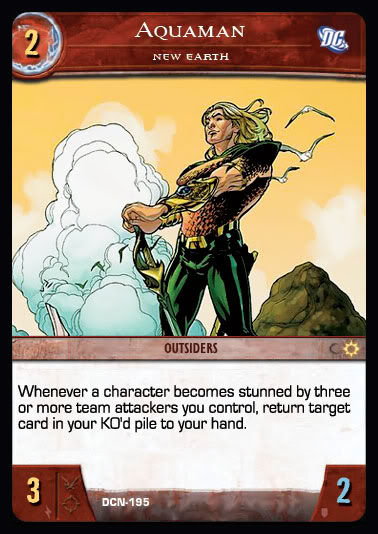 2
AQUAMAN
NEW EARTH
DC
OUTSIDERS
C
Whenever a character becomes stunned by three
or more team attackers you control, return target
card in your KO'd pile to your hand.
3
DCN-195
2